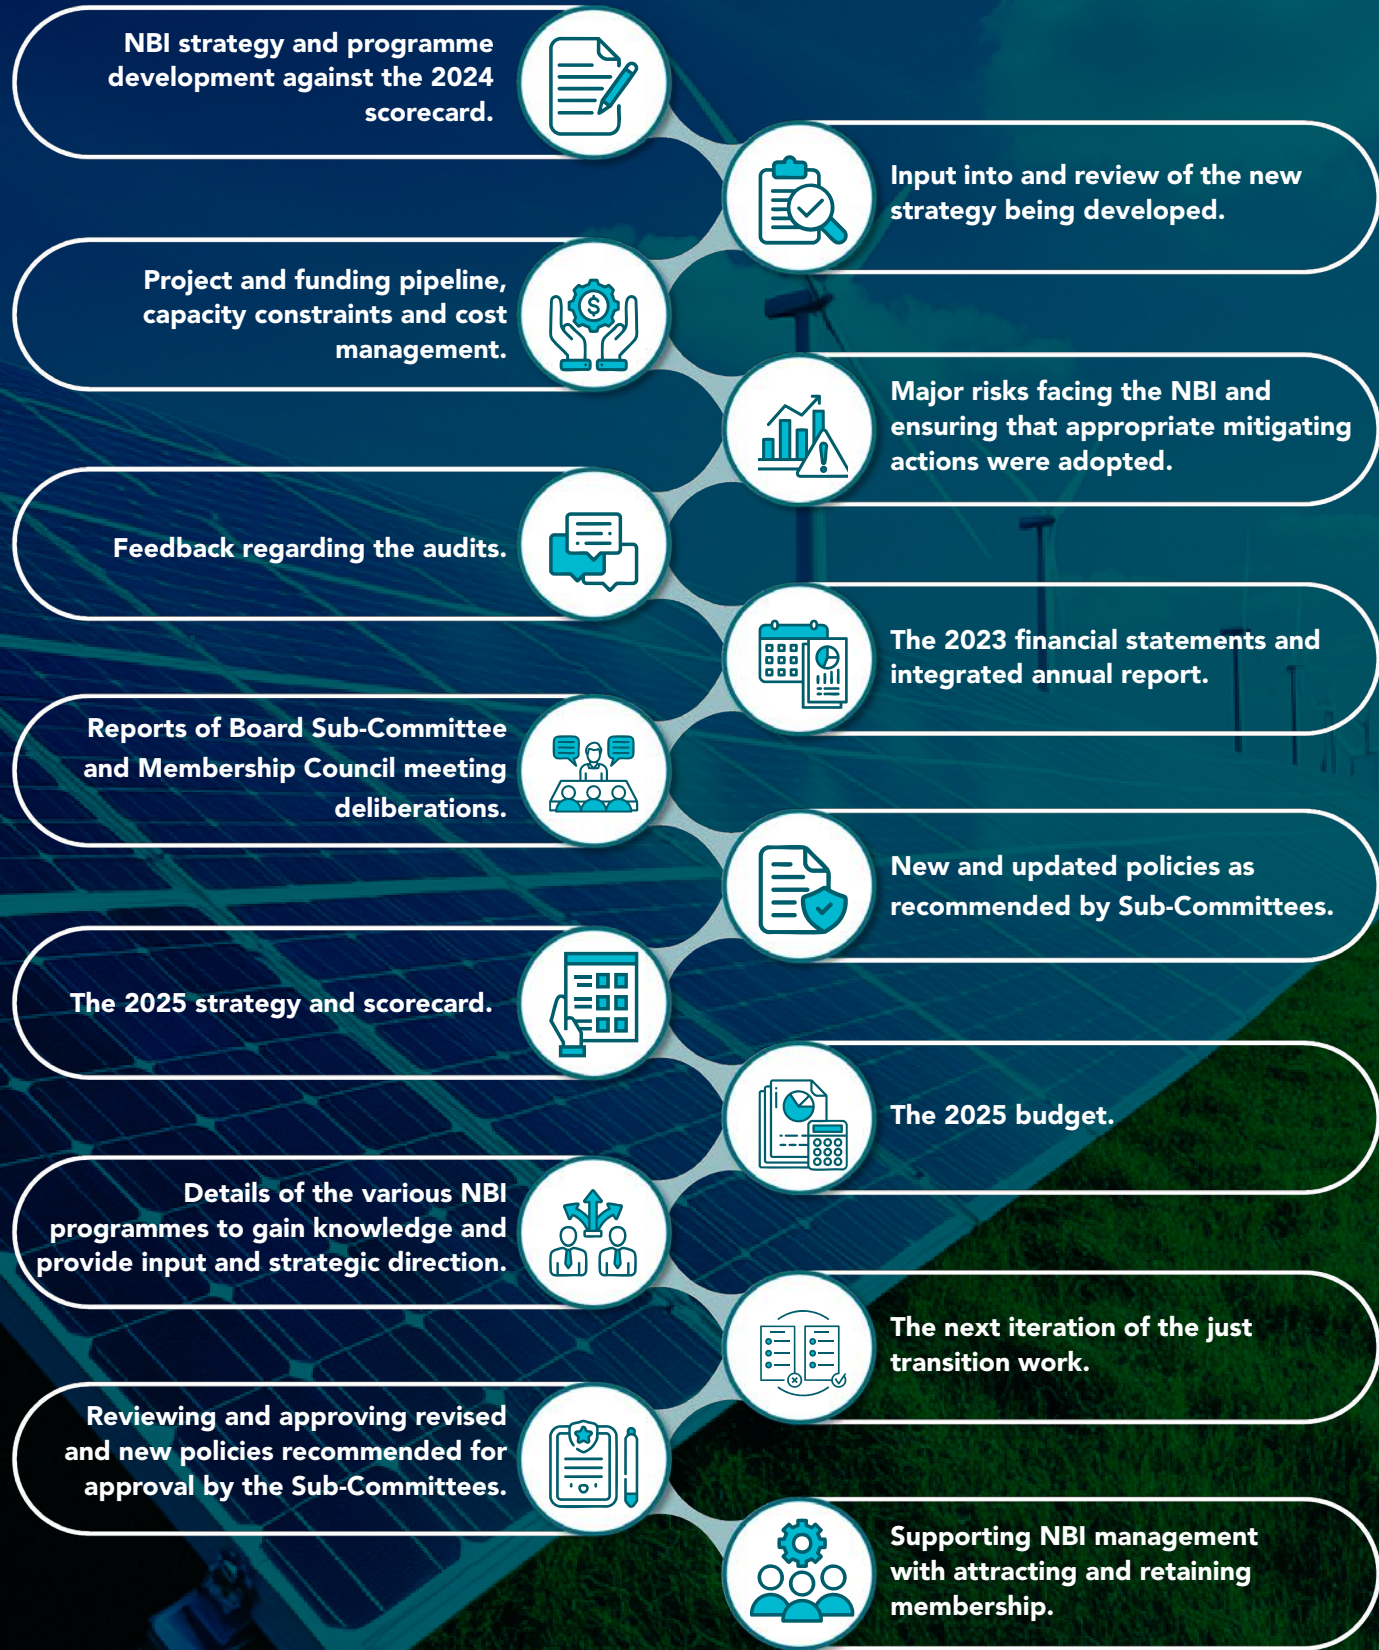 NBI strategy and programme
development against the 2024
scorecard.
Input into and review of the new
strategy being developed.
Project and funding pipeline,
capacity constraints and cost
management.
Major risks facing the NBI and
ensuring that appropriate mitigating
actions were adopted.
Feedback regarding the audits.
The 2023 financial statements and
integrated annual report.
Reports of Board Sub-Committee
and Membership Council meeting
deliberations.
New and updated policies as
recommended by Sub-Committees.
The 2025 strategy and scorecard.
The 2025 budget.
Details of the various NBI
programmes to gain knowledge and
provide input and strategic direction.
The next iteration of the just
transition work.
Reviewing and approving revised
and new policies recommended for
approval by the Sub-Committees.
Supporting NBI management
with attracting and retaining
membership.